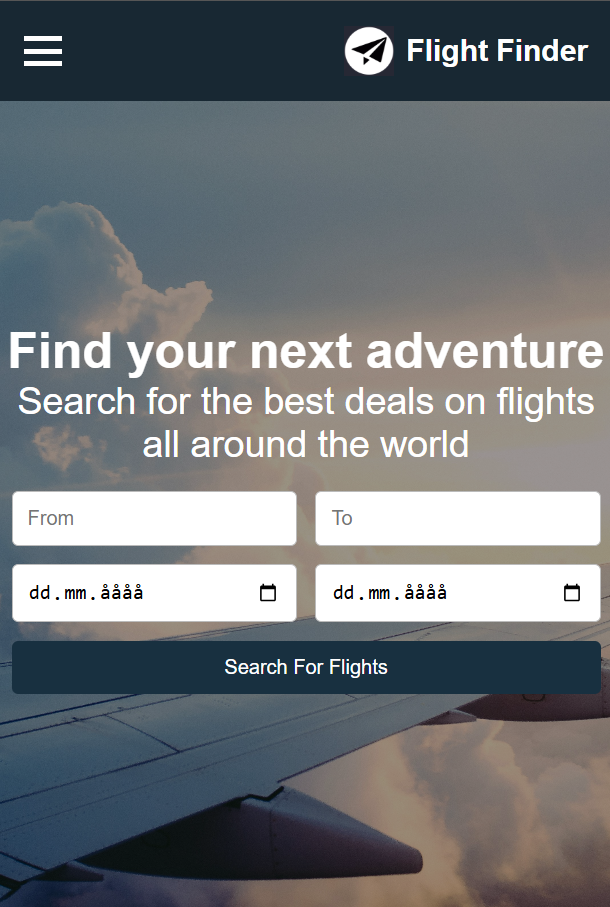 Flight Finder
Find your next adventure
Search for the best deals on flights
all around the world
From
To
dd.mm.åååå
dd.mm.åååå
Search For Flights